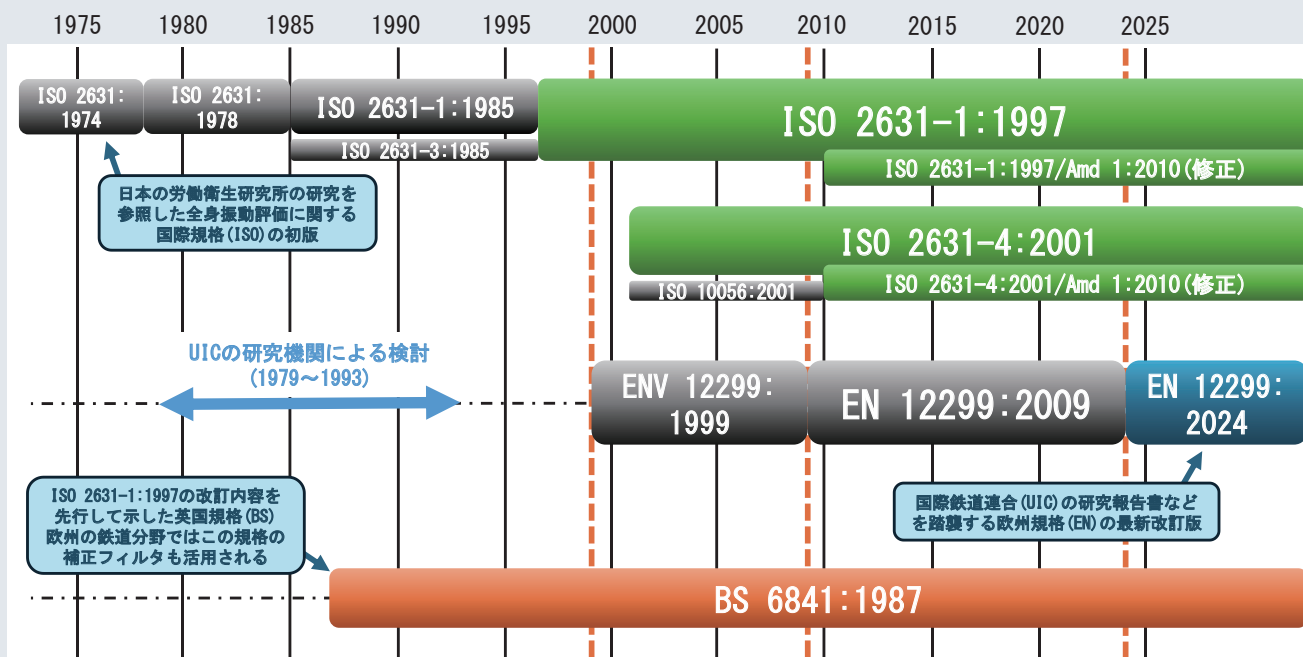 1975 1980 1985 1990 1995 2000 2005 2010 2015 2020 2025
ISO 2631:
1974
ISO 2631:
1978
ISO 2631-1:1985
ISO 2631-3:1985
ISO 2631-1:1997
ISO 2631-1:1997/Amd 1:2010(修正)
日本の労働衛生研究所の研究を
参照した全身振動評価に関する
国際規格(ISO)の初版
ISO 2631-4:2001
ISO 2631-4:2001/Amd 1:2010(修正)
ISO 10056:2001
UICの研究機関による検討
(1979～1993)
ENV 12299:
1999
EN 12299:2009
EN 12299:
2024
ISO 2631-1:1997の改訂内容を
先行して示した英国規格(BS)
欧州の鉄道分野ではこの規格の
補正フィルタも活用される
国際鉄道連合(UIC)の研究報告書など
を踏襲する欧州規格(EN)の最新改訂版
BS 6841:1987